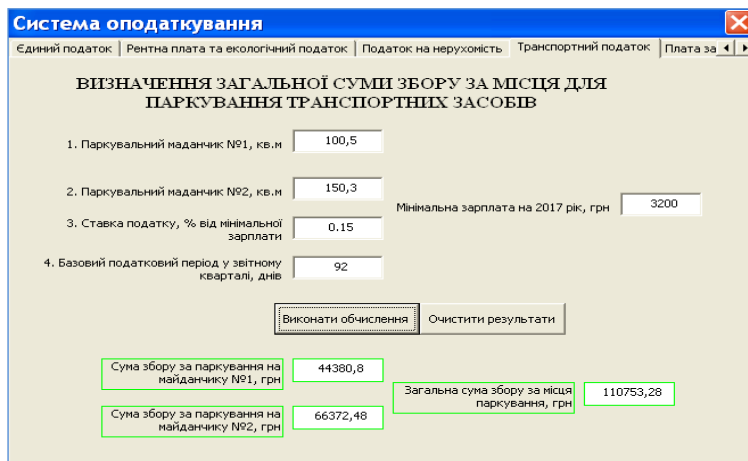 Система оподаткування
Єдиний податок Рентна плата та екологічний податок Податок на нерухомість Транспортний податок Плата за
ВИЗНАЧЕННЯ ЗАГАЛЬНОЇ СУМИ ЗБОРУ ЗА МІСЦЯ ДЛЯ
ПАРКУВАННЯ ТРАНСПОРТНИХ ЗАСОБІВ
1. Паркувальний маданчик №1, кв.м 100,5
2. Паркувальний маданчик №2, кв.м 150,3
Мінімальна зарплата на 2017 рік, грн 3200
3. Ставка податку, % від мінімальної
зарплати 0.15
4. Базовий податковий період у звітному
кварталі, днів 92
Виконати обчислення Очистити результати
Сума збору за паркування на
майданчику №1, грн 44380,8
Загальна сума збору за місця
паркування, грн 110753,28
Сума збору за паркування на
майданчику №2, грн 66372,48